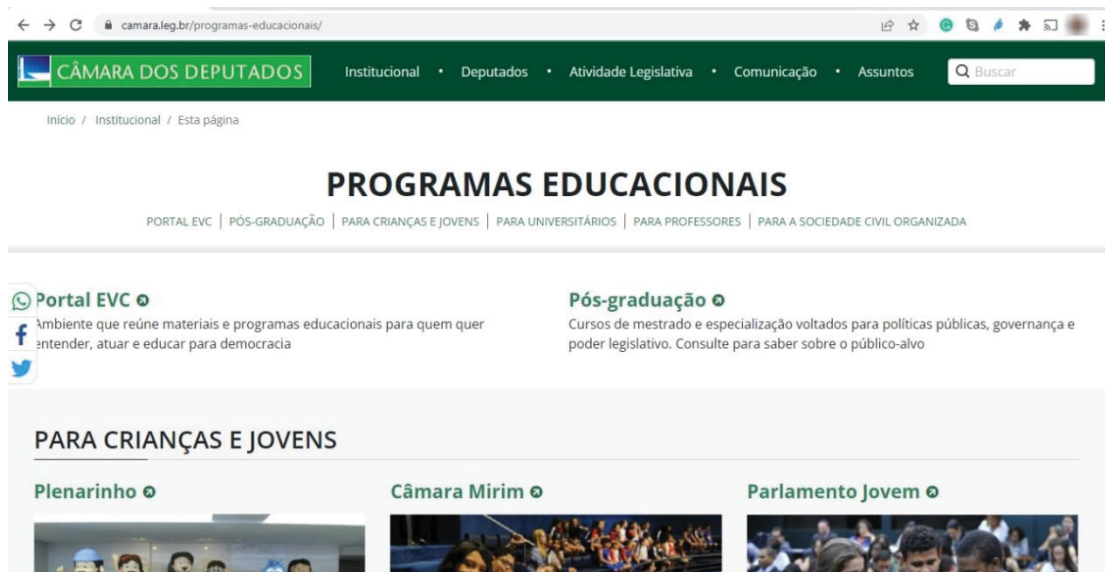 camara.leg.br/programas-educacionais/
CÂMARA DOS DEPUTADOS
Institucional • Deputados • Atividade Legislativa • Comunicação • Assuntos
Buscar
Início / Institucional / Esta página
PROGRAMAS EDUCACIONAIS
PORTAL EVC | PÓS-GRADUAÇÃO | PARA CRIANÇAS E JOVENS | PARA UNIVERSITÁRIOS | PARA PROFESSORES | PARA A SOCIEDADE CIVIL ORGANIZADA
Portal EVC
Ambiente que reúne materiais e programas educacionais para quem quer
entender, atuar e educar para democracia
Pós-graduação
Cursos de mestrado e especialização voltados para políticas públicas, governança e
poder legislativo. Consulte para saber sobre o público-alvo
PARA CRIANÇAS E JOVENS
Plenarinho
Câmara Mirim
Parlamento Jovem